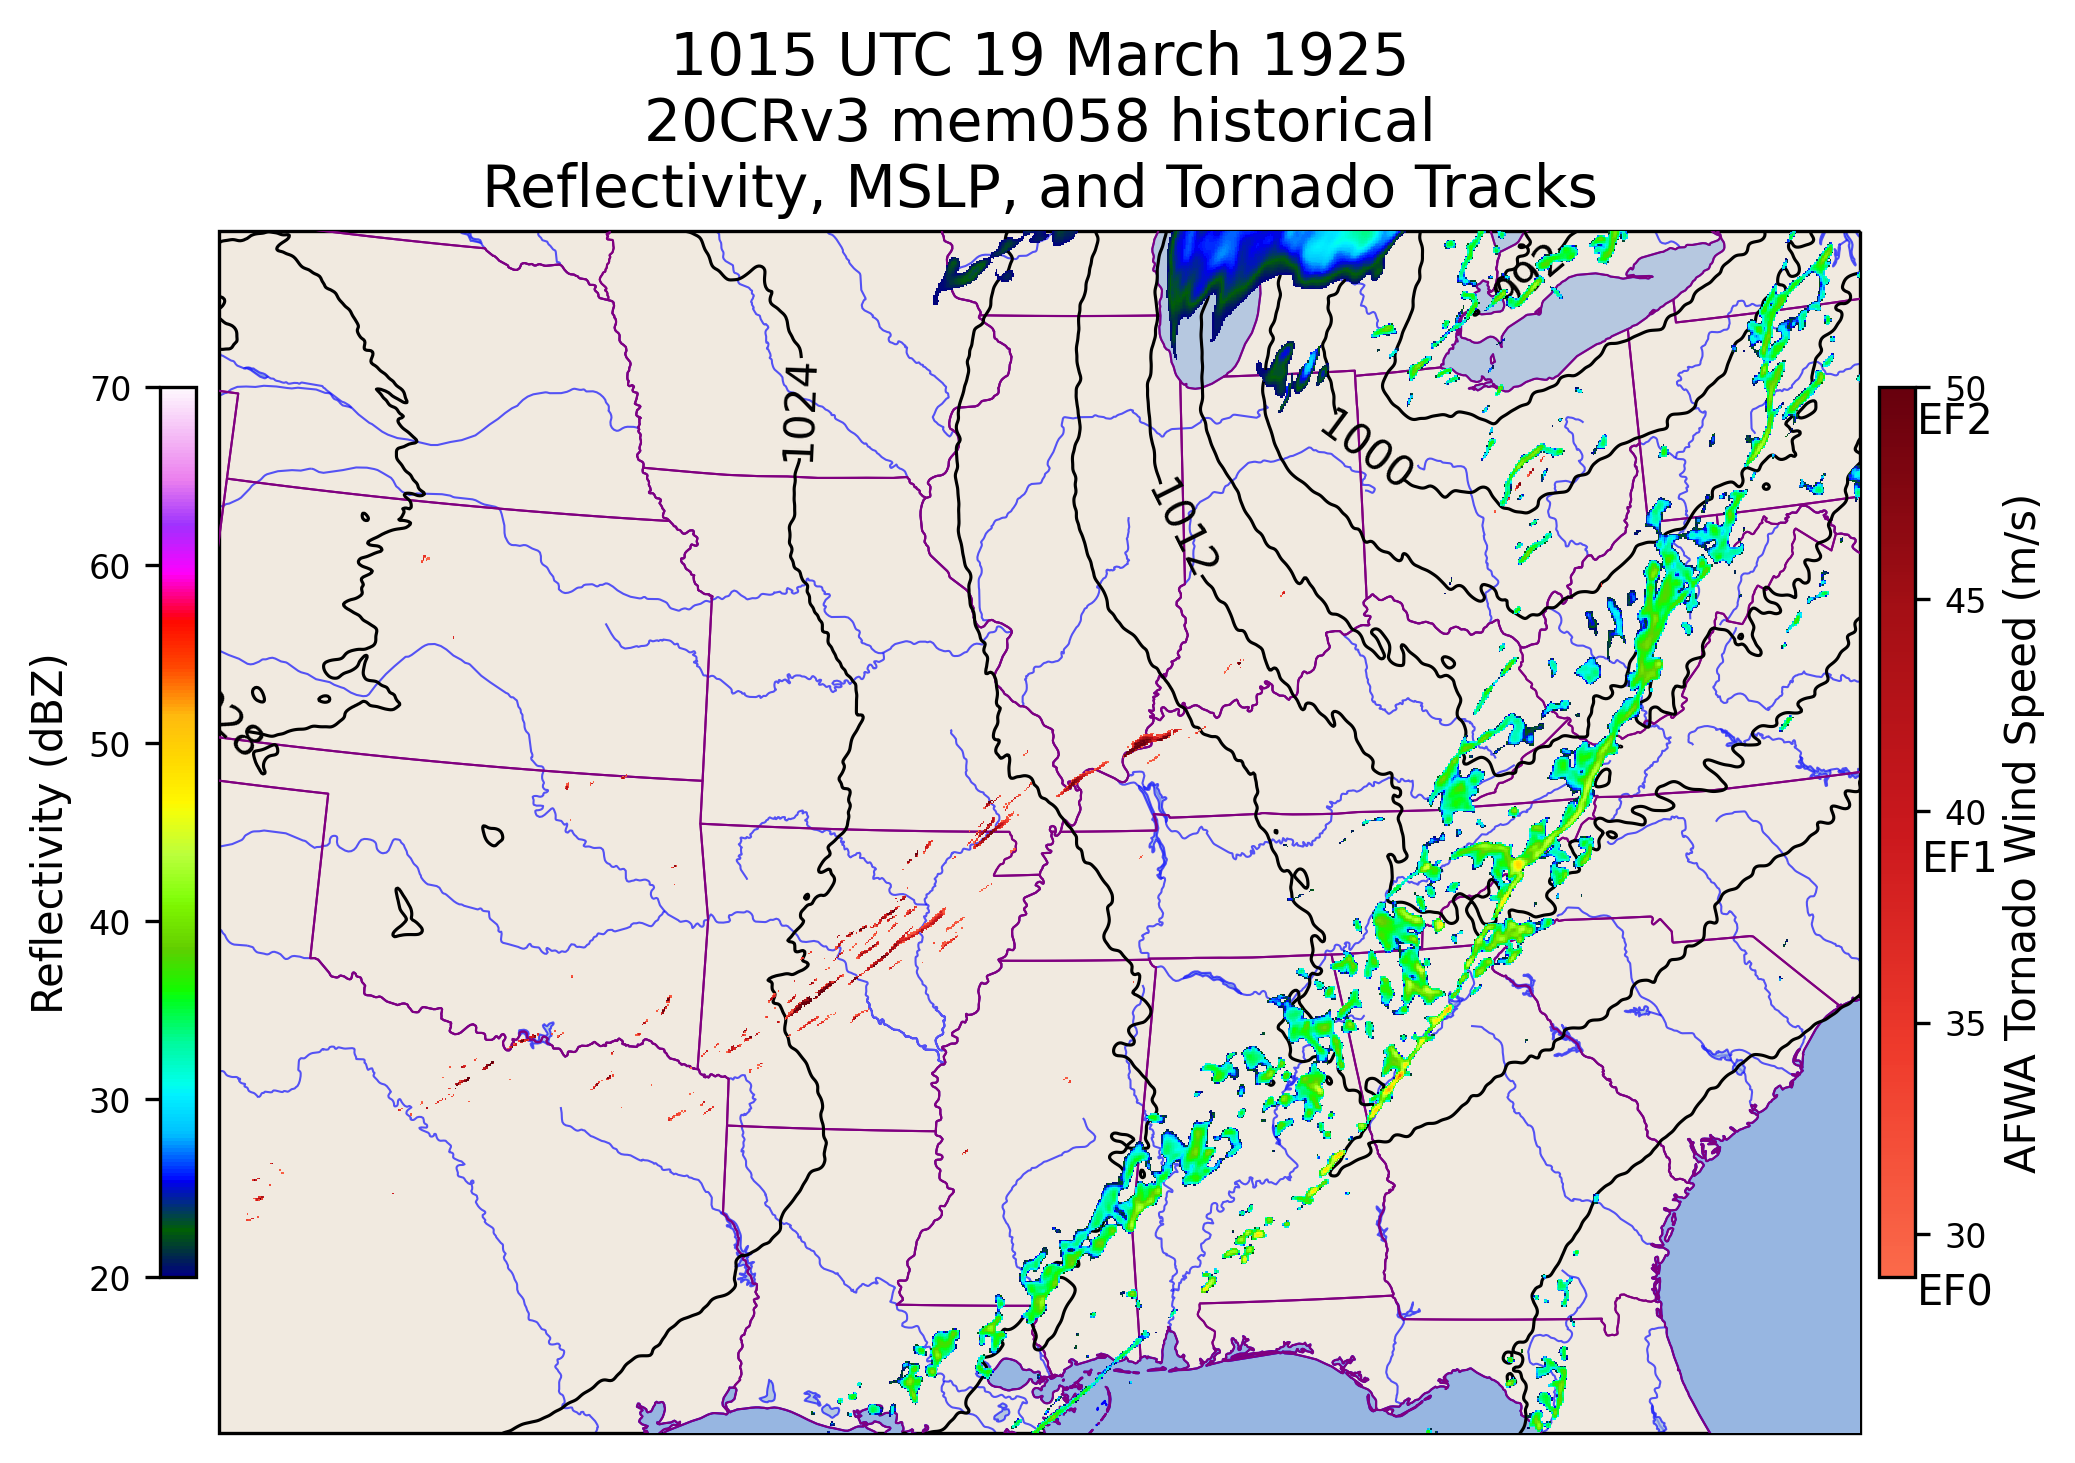 1015 UTC 19 March 1925
20CRv3 mem058 historical
Reflectivity, MSLP, and Tornado Tracks
992
1024
1000
1012
Reflectivity (dBZ)
70
60
50
40
30
20
50
EF2
45
40
EF1
35
30
EF0
AFWA Tornado Wind Speed (m/s)